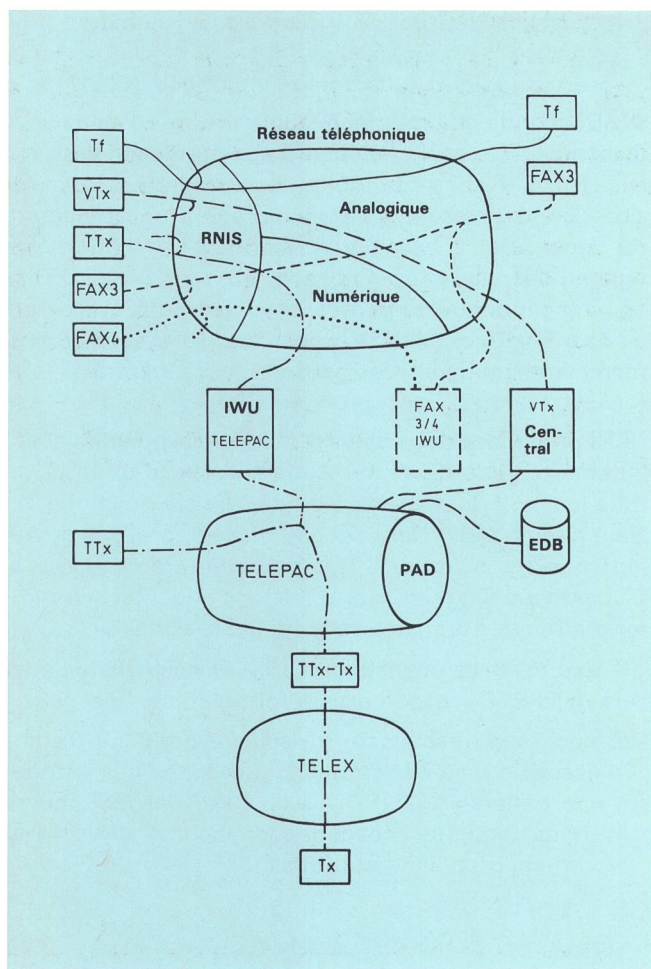 Tf
Réseau téléphonique
Tf
VTx
FAX3
Analogique
TTx
RNIS
FAX3
Numérique
FAX4
IWU
TELEPAC
FAX
3/4
IWU
VTx
Cen-
tral
TTx
TELEPAC
PAD
EDB
TTx-Tx
TELEX
Tx